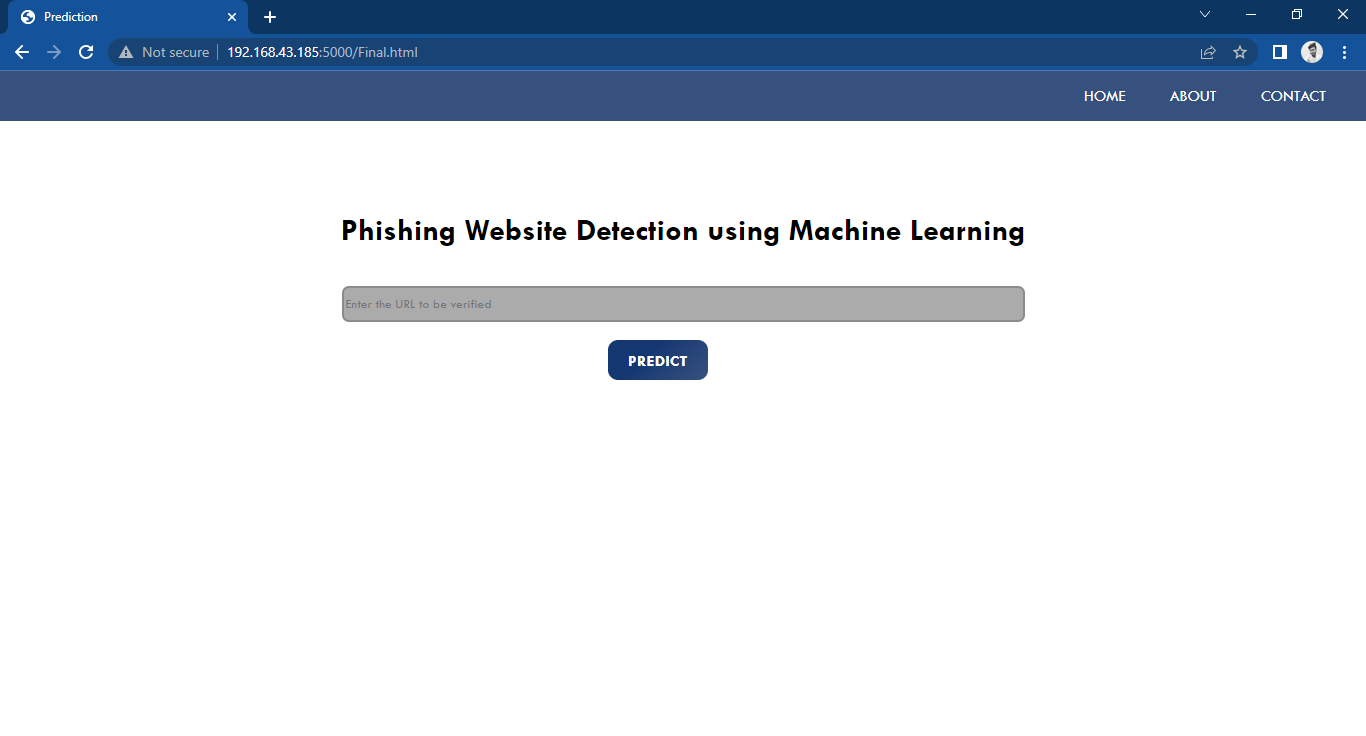 Prediction
Not secure 192.168.43.185:5000/Final.html
HOME ABOUT CONTACT
Phishing Website Detection using Machine Learning
Enter the URL to be verified
PREDICT